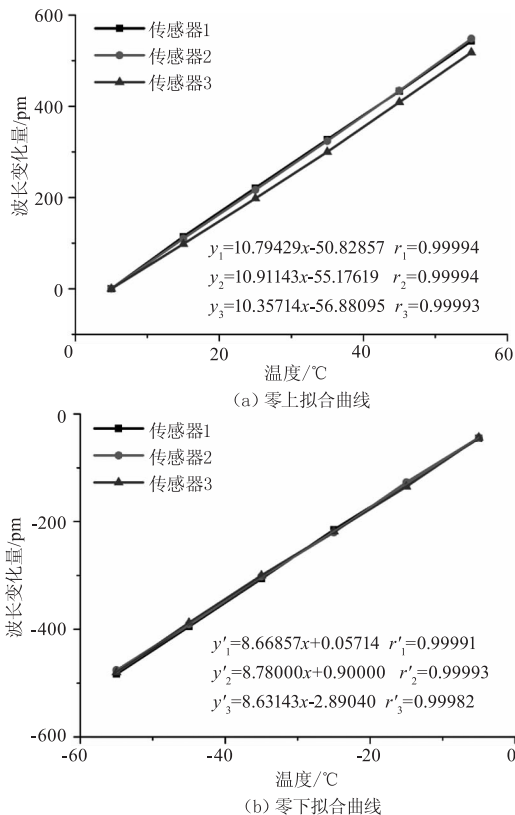 600
400
200
0
波长变化量/pm
传感器1
传感器2
传感器3
y₁=10.79429x-50.82857 r₁=0.99994
y₂=10.91143x-55.17619 r₂=0.99994
y₃=10.35714x-56.88095 r₃=0.99993
0 20 40 60
温度/℃
(a) 零上拟合曲线
0
-200
-400
-600
波长变化量/pm
传感器1
传感器2
传感器3
y′₁=8.66857x+0.05714 r′₁=0.99991
y′₂=8.78000x+0.90000 r′₂=0.99993
y′₃=8.63143x-2.89040 r′₃=0.99982
-60 -40 -20 0
温度/℃
(b) 零下拟合曲线